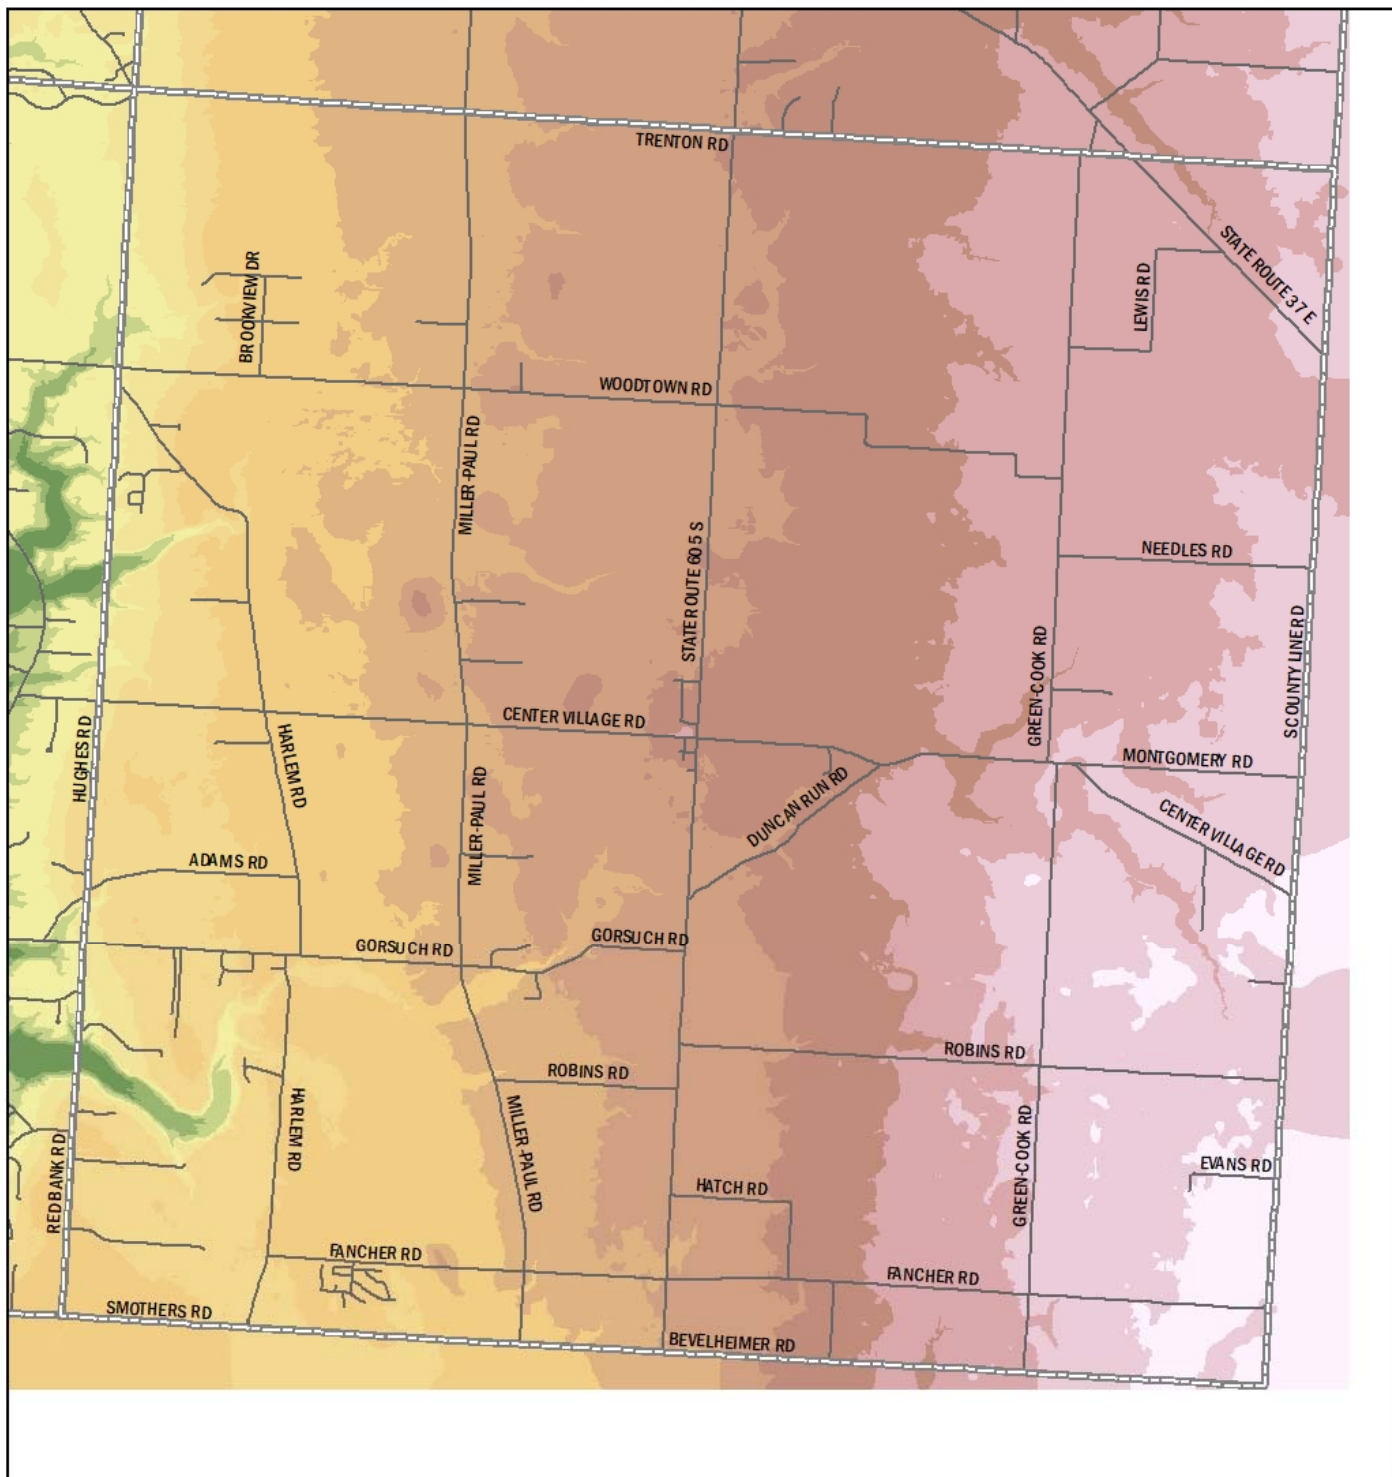 TRENTON RD
STATE ROUTE 37 E
BROOKVIEW DR
LEWIS RD
WOODTOWN RD
MILLER-PAUL RD
STATE ROUTE 605 S
NEEDLES RD
GREEN-COOK RD
S COUNTY LINE RD
CENTER VILLAGE RD
HUGHES RD
HARLEM RD
MONTGOMERY RD
MILLER-PAUL RD
DUNCAN RUN RD
CENTER VILLAGE RD
ADAMS RD
GORSUCH RD
GORSUCH RD
ROBINS RD
ROBINS RD
HARLEM RD
MILLER-PAUL RD
GREEN-COOK RD
REDBANK RD
EVANS RD
HATCH RD
FANCHER RD
FANCHER RD
SMOTHERS RD
BEVELHEIMER RD